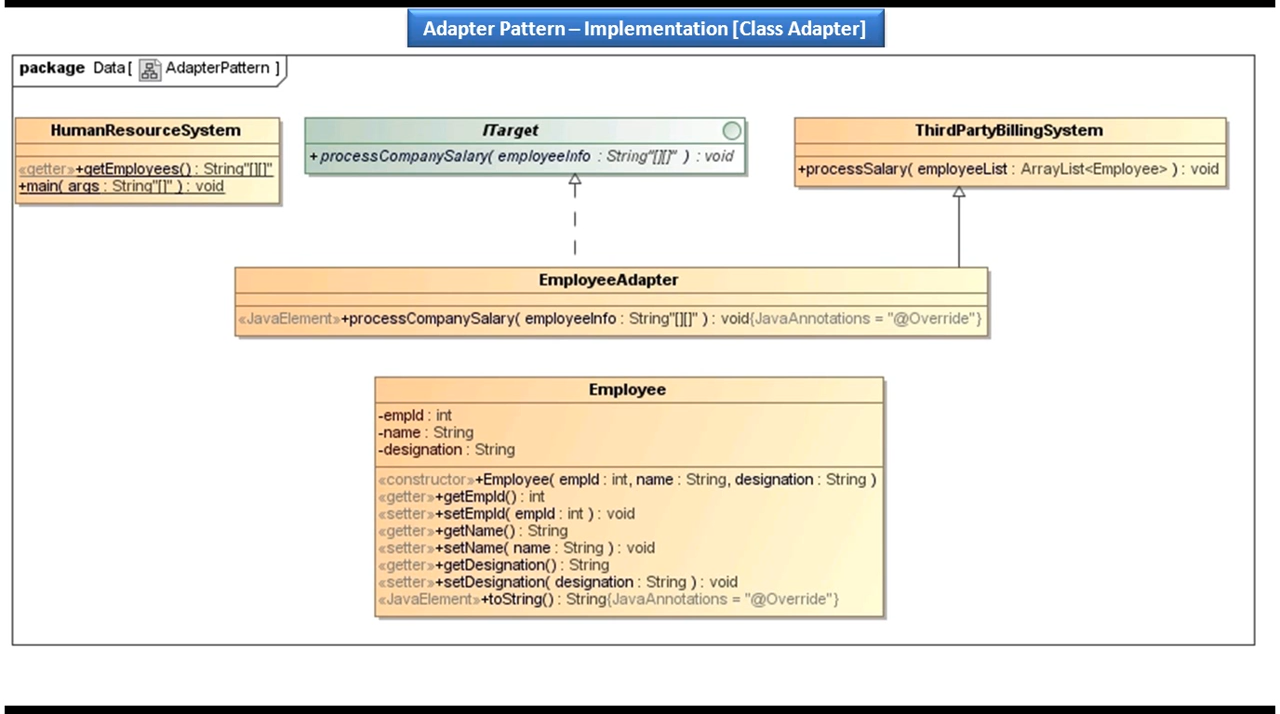 Adapter Pattern – Implementation [Class Adapter]
package Data[ AdapterPattern ]
HumanResourceSystem
«getter»+getEmployees() : String"[][]"
+main( args : String"[]" ) : void
ITarget
+processCompanySalary( employeeInfo : String"[][]" ) : void
ThirdPartyBillingSystem
+processSalary( employeeList : ArrayList<Employee> ) : void
EmployeeAdapter
«JavaElement»+processCompanySalary( employeeInfo : String"[][]" ) : void{JavaAnnotations = "@Override"}
Employee
-empId : int
-name : String
-designation : String
«constructor»+Employee( empId : int, name : String, designation : String )
«getter»+getEmpId() : int
«setter»+setEmpId( empId : int ) : void
«getter»+getName() : String
«setter»+setName( name : String ) : void
«getter»+getDesignation() : String
«setter»+setDesignation( designation : String ) : void
«JavaElement»+toString() : String{JavaAnnotations = "@Override"}